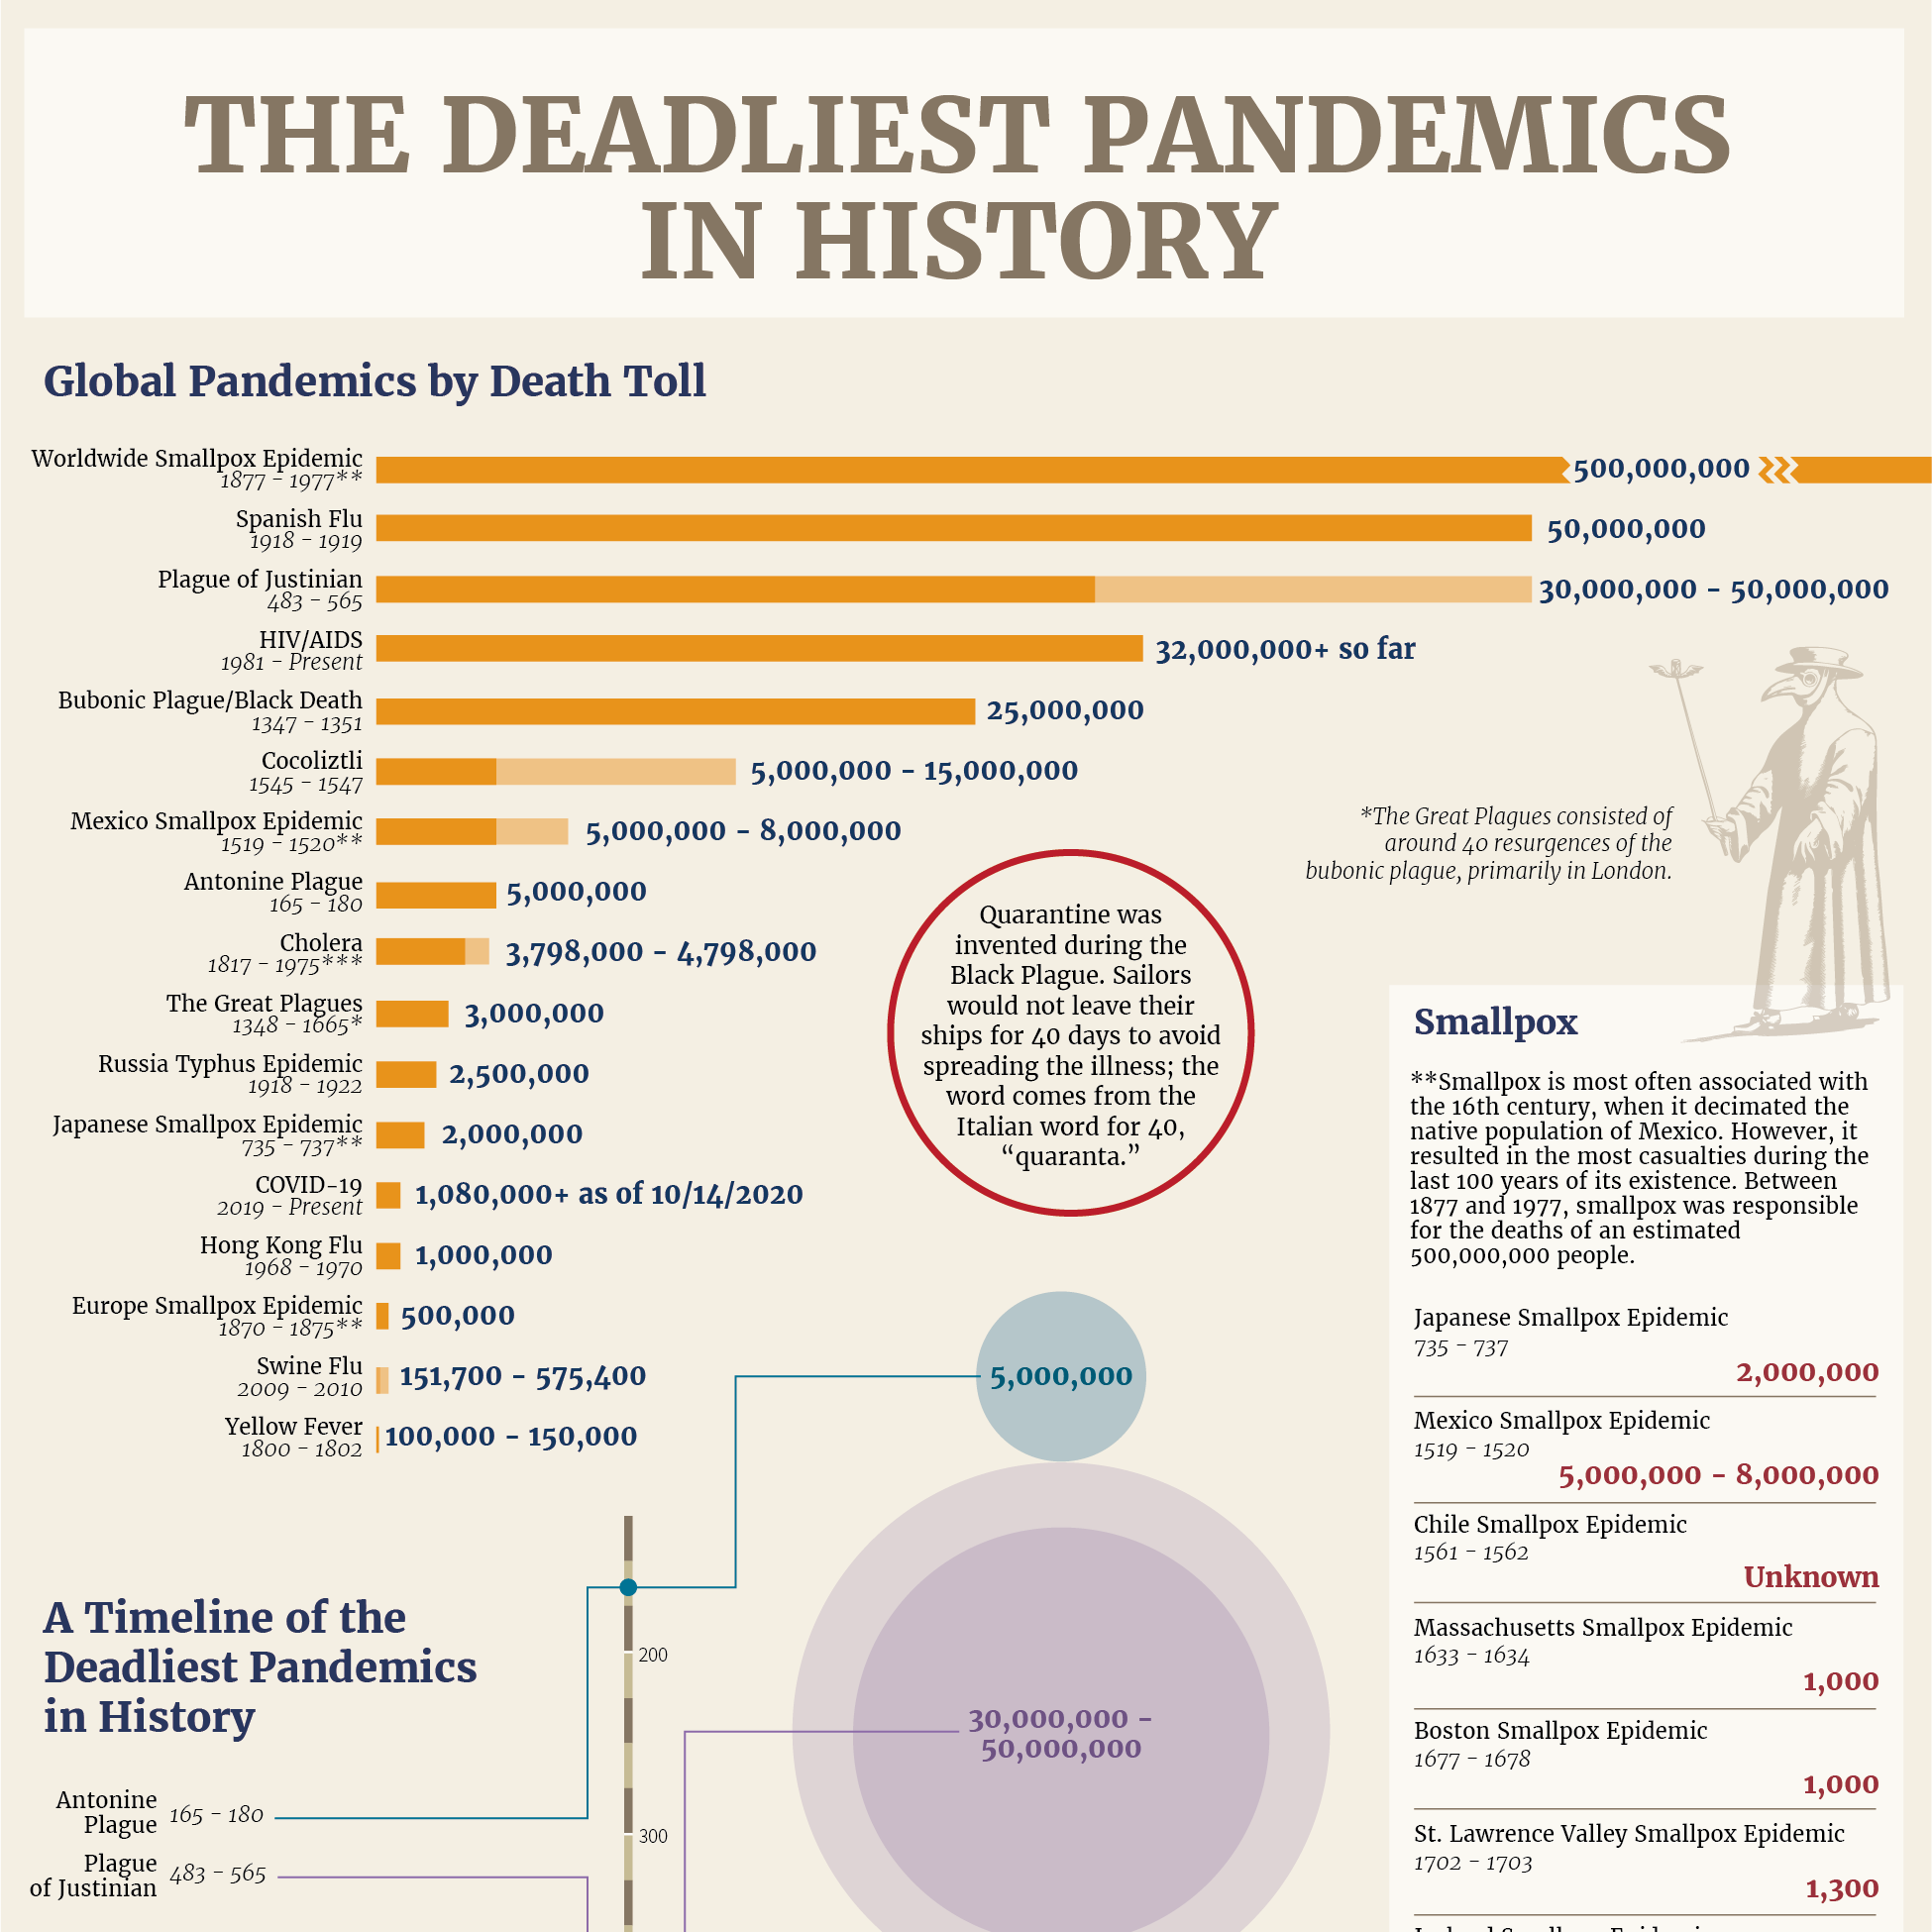 THE DEADLIEST PANDEMICS
IN HISTORY
Global Pandemics by Death Toll
Worldwide Smallpox Epidemic
1877 - 1977**
500,000,000
Spanish Flu
1918 - 1919
50,000,000
Plague of Justinian
483 - 565
30,000,000 - 50,000,000
HIV/AIDS
1981 - Present
32,000,000+ so far
Bubonic Plague/Black Death
1347 - 1351
25,000,000
Cocoliztli
1545 - 1547
5,000,000 - 15,000,000
Mexico Smallpox Epidemic
1519 - 1520**
5,000,000 - 8,000,000
Antonine Plague
165 - 180
5,000,000
Cholera
1817 - 1975***
3,798,000 - 4,798,000
The Great Plagues
1348 - 1665*
3,000,000
Russia Typhus Epidemic
1918 - 1922
2,500,000
Japanese Smallpox Epidemic
735 - 737**
2,000,000
COVID-19
2019 - Present
1,080,000+ as of 10/14/2020
Hong Kong Flu
1968 - 1970
1,000,000
Europe Smallpox Epidemic
1870 - 1875**
500,000
Swine Flu
2009 - 2010
151,700 - 575,400
Yellow Fever
1800 - 1802
100,000 - 150,000
*The Great Plagues consisted of
around 40 resurgences of the
bubonic plague, primarily in London.
Quarantine was
invented during the
Black Plague. Sailors
would not leave their
ships for 40 days to avoid
spreading the illness; the
word comes from the
Italian word for 40,
“quaranta.”
Smallpox
**Smallpox is most often associated with
the 16th century, when it decimated the
native population of Mexico. However, it
resulted in the most casualties during the
last 100 years of its existence. Between
1877 and 1977, smallpox was responsible
for the deaths of an estimated
500,000,000 people.
Japanese Smallpox Epidemic
735 - 737
2,000,000
Mexico Smallpox Epidemic
1519 - 1520
5,000,000 - 8,000,000
Chile Smallpox Epidemic
1561 - 1562
Unknown
Massachusetts Smallpox Epidemic
1633 - 1634
1,000
Boston Smallpox Epidemic
1677 - 1678
1,000
St. Lawrence Valley Smallpox Epidemic
1702 - 1703
1,300
A Timeline of the
Deadliest Pandemics
in History
5,000,000
200
30,000,000 -
50,000,000
Antonine
Plague
165 - 180
300
Plague
of Justinian
483 - 565